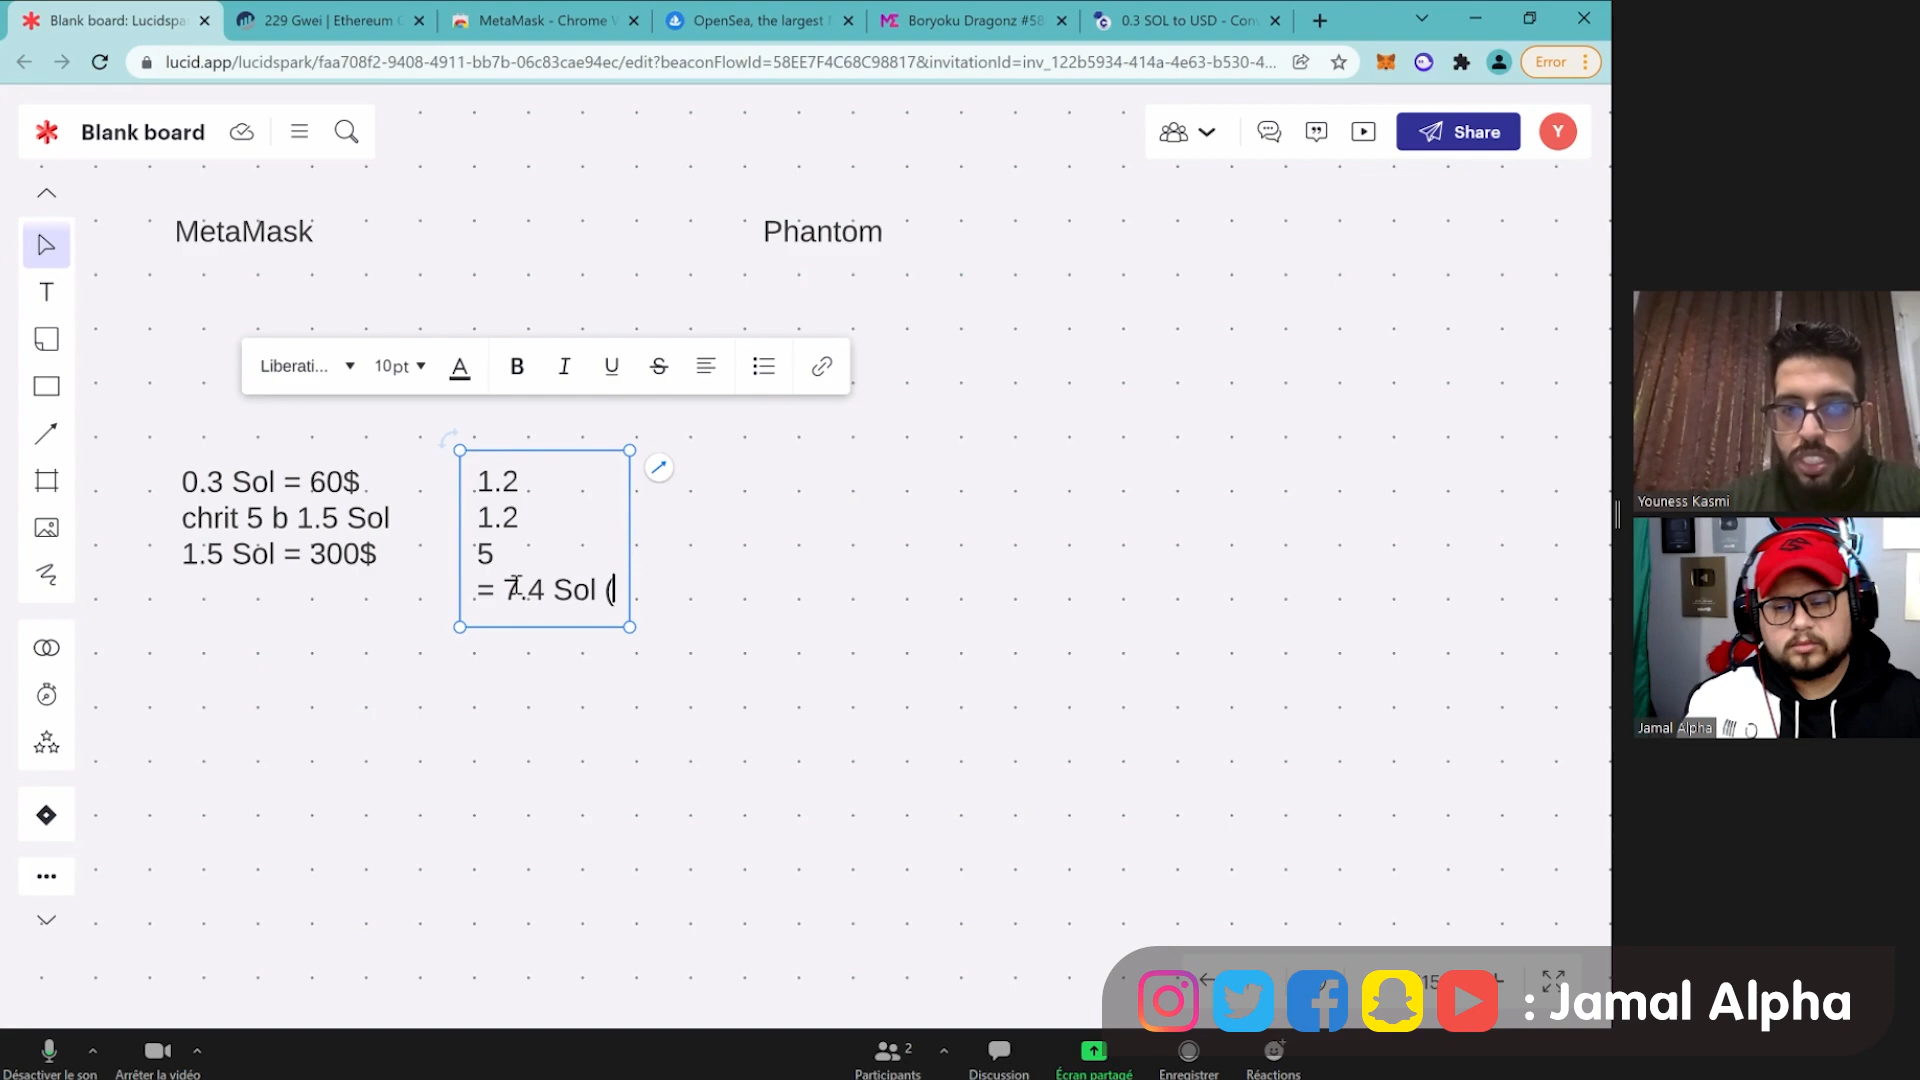 Blank board: Lucidspa
229 Gwei | Ethereum G
MetaMask - Chrome
OpenSea, the largest
Boryoku Dragonz #58
0.3 SOL to USD - Con
lucid.app/lucidspark/faa708f2-9408-4911-bb7b-06c83cae94ec/edit?beaconFlowId=58EE7F4C68C98817&invitationId=inv_122b5934-414a-4e63-b530-4...
Error
Blank board
Share
Y
MetaMask
Phantom
Liberati...
10pt
A
B
I
U
S
0.3 Sol = 60$
chrit 5 b 1.5 Sol
1.5 Sol = 300$
1.2
1.2
5
= 7.4 Sol (
T
Youness Kasmi
Jamal Alpha
: Jamal Alpha
2
Désactiver le son
Arrêter la vidéo
Participants
Discussion
Écran partagé
Enregistrer
Réactions